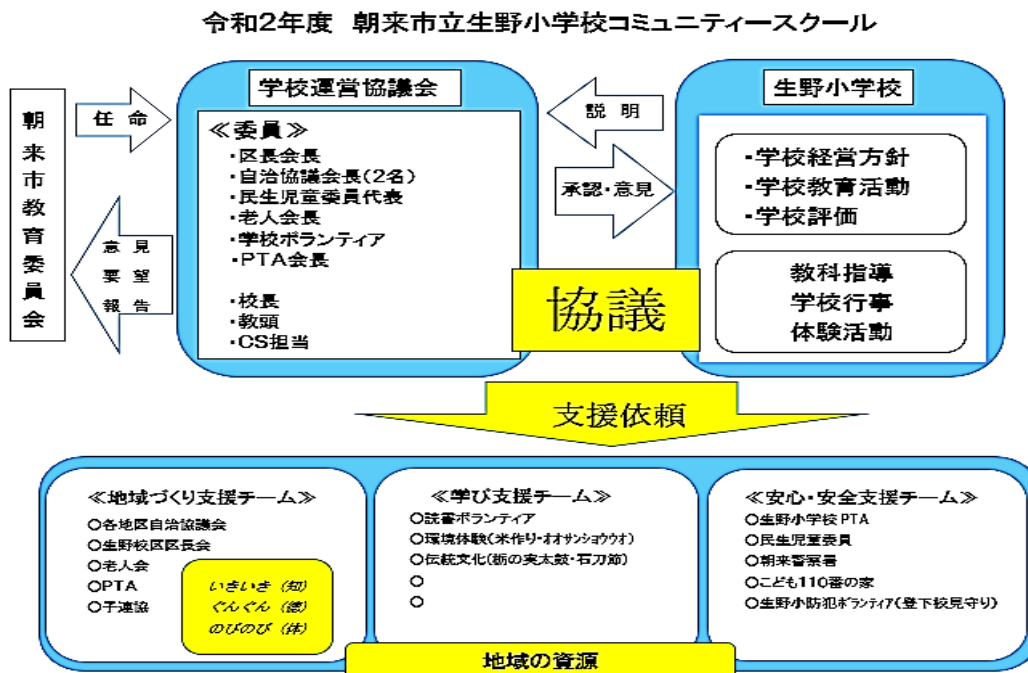 令和2年度 朝来市立生野小学校コミュニティースクール
朝来市教育委員会
任命
意見
要望
報告
学校運営協議会
≪委員≫
・区長会長
・自治協議会長(2名)
・民生児童委員代表
・老人会長
・学校ボランティア
・PTA会長
・校長
・教頭
・CS担当
説明
承認・意見
協議
生野小学校
・学校経営方針
・学校教育活動
・学校評価
教科指導
学校行事
体験活動
支援依頼
≪地域づくり支援チーム≫
○各地区自治協議会
○生野校区区長会
○老人会
○PTA
○子連協
いきいき (知)
ぐんぐん (徳)
のびのび (体)
≪学び支援チーム≫
○読書ボランティア
○環境体験(米作り・オオサンショウウオ)
○伝統文化(栃の実太鼓・石刀節)
○
○
≪安心・安全支援チーム≫
○生野小学校PTA
○民生児童委員
○朝来警察署
○こども110番の家
○生野小防犯ボランティア(登下校見守り)
地域の資源